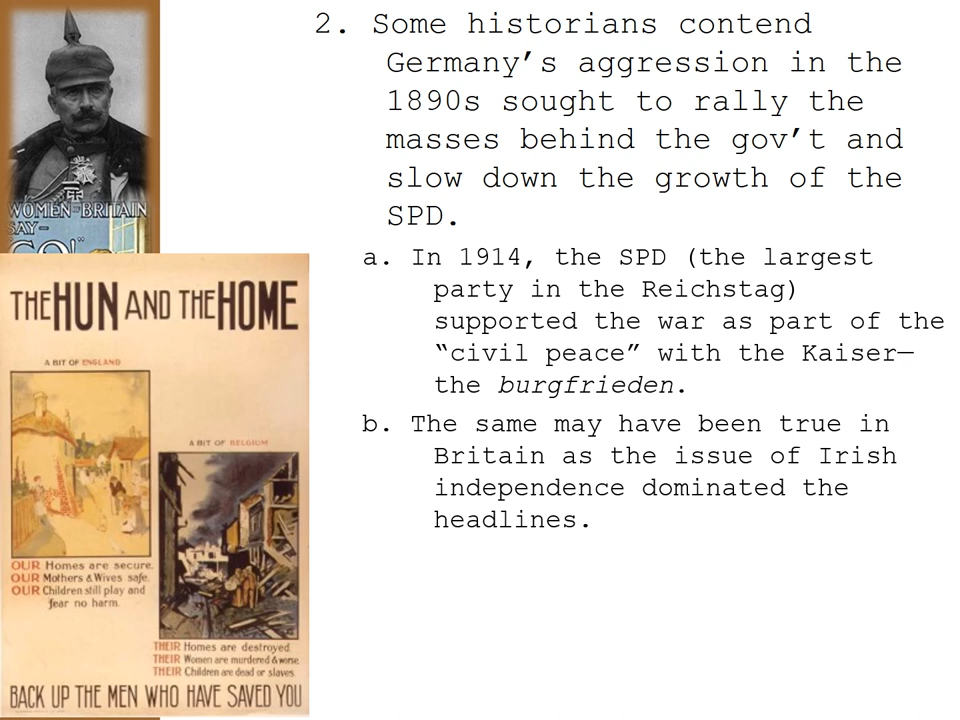 2. Some historians contend
Germany’s aggression in the
1890s sought to rally the
masses behind the gov’t and
slow down the growth of the
SPD.
a. In 1914, the SPD (the largest
party in the Reichstag)
supported the war as part of the
“civil peace” with the Kaiser—
the burgfrieden.
b. The same may have been true in
Britain as the issue of Irish
independence dominated the
headlines.
WOMEN OF BRITAIN
SAY–
"GO!"
THE HUN AND THE HOME
A BIT OF ENGLAND
A BIT OF BELGIUM
OUR Homes are secure.
OUR Mothers & Wives safe.
OUR Children still play and
fear no harm.
THEIR Homes are destroyed.
THEIR Women are murdered & worse.
THEIR Children are dead or slaves.
BACK UP THE MEN WHO HAVE SAVED YOU